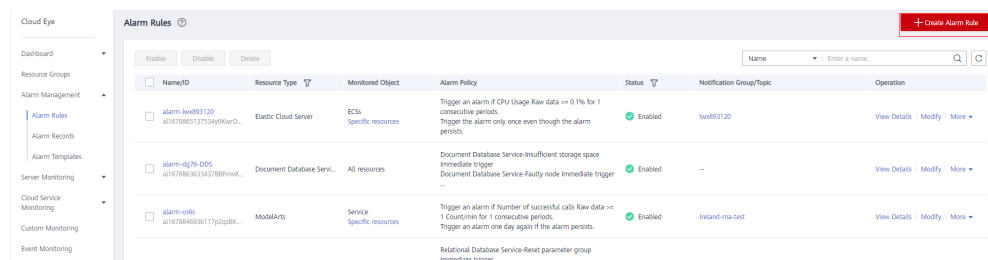 Cloud Eye
Alarm Rules
Create Alarm Rule
Dashboard
Resource Groups
Alarm Management
Alarm Rules
Alarm Records
Alarm Templates
Server Monitoring
Cloud Service
Monitoring
Custom Monitoring
Event Monitoring
Enable Disable Delete
Name Enter a name.
Name/ID Resource Type Monitored Object Alarm Policy Status Notification Group/Topic Operation
alarm-lwx893120
al1678865137534y9KwrD...
Elastic Cloud Server
ECSs
Specific resources
Trigger an alarm if CPU Usage Raw data >= 0.1% for 1
consecutive periods.
Trigger the alarm only once even though the alarm
persists.
Enabled
lwx893120
View Details Modify More
alarm-dg76-DDS
al1678863633437BBPmvK...
Document Database Servi...
All resources
Document Database Service-Insufficient storage space
Immediate trigger
Document Database Service-Faulty node Immediate trigger
...
Enabled
--
View Details Modify More
alarm-os6s
al1678846936117p2qzBK...
ModelArts
Service
Specific resources
Trigger an alarm if Number of successful calls Raw data >=
1 Count/min for 1 consecutive periods.
Trigger an alarm one day again if the alarm persists.
Enabled
Ireland-ma-test
View Details Modify More
Relational Database Service-Reset parameter group
Immediate trigger